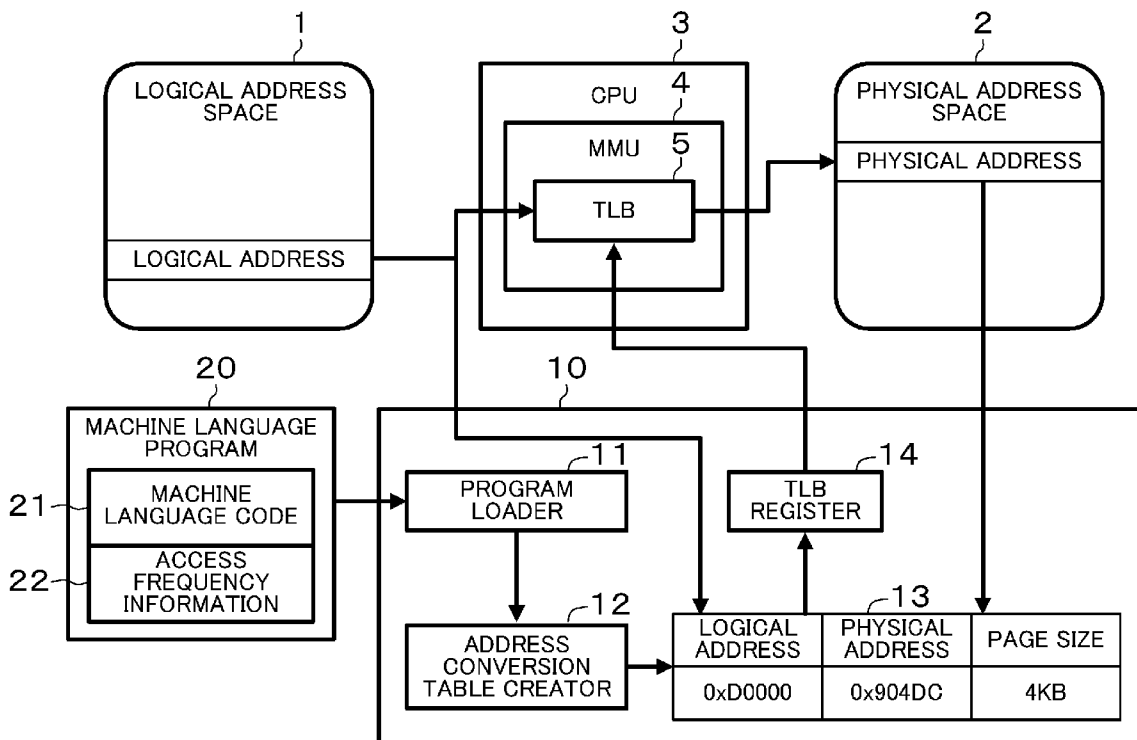 1
3
2
LOGICAL ADDRESS
SPACE
CPU
4
MMU
5
TLB
PHYSICAL ADDRESS
SPACE
PHYSICAL ADDRESS
LOGICAL ADDRESS
20
10
MACHINE LANGUAGE
PROGRAM
21
MACHINE
LANGUAGE CODE
22
ACCESS
FREQUENCY
INFORMATION
11
PROGRAM
LOADER
14
TLB
REGISTER
12
ADDRESS
CONVERSION
TABLE CREATOR
13
LOGICAL
ADDRESS
PHYSICAL
ADDRESS
PAGE SIZE
0xD0000
0x904DC
4KB